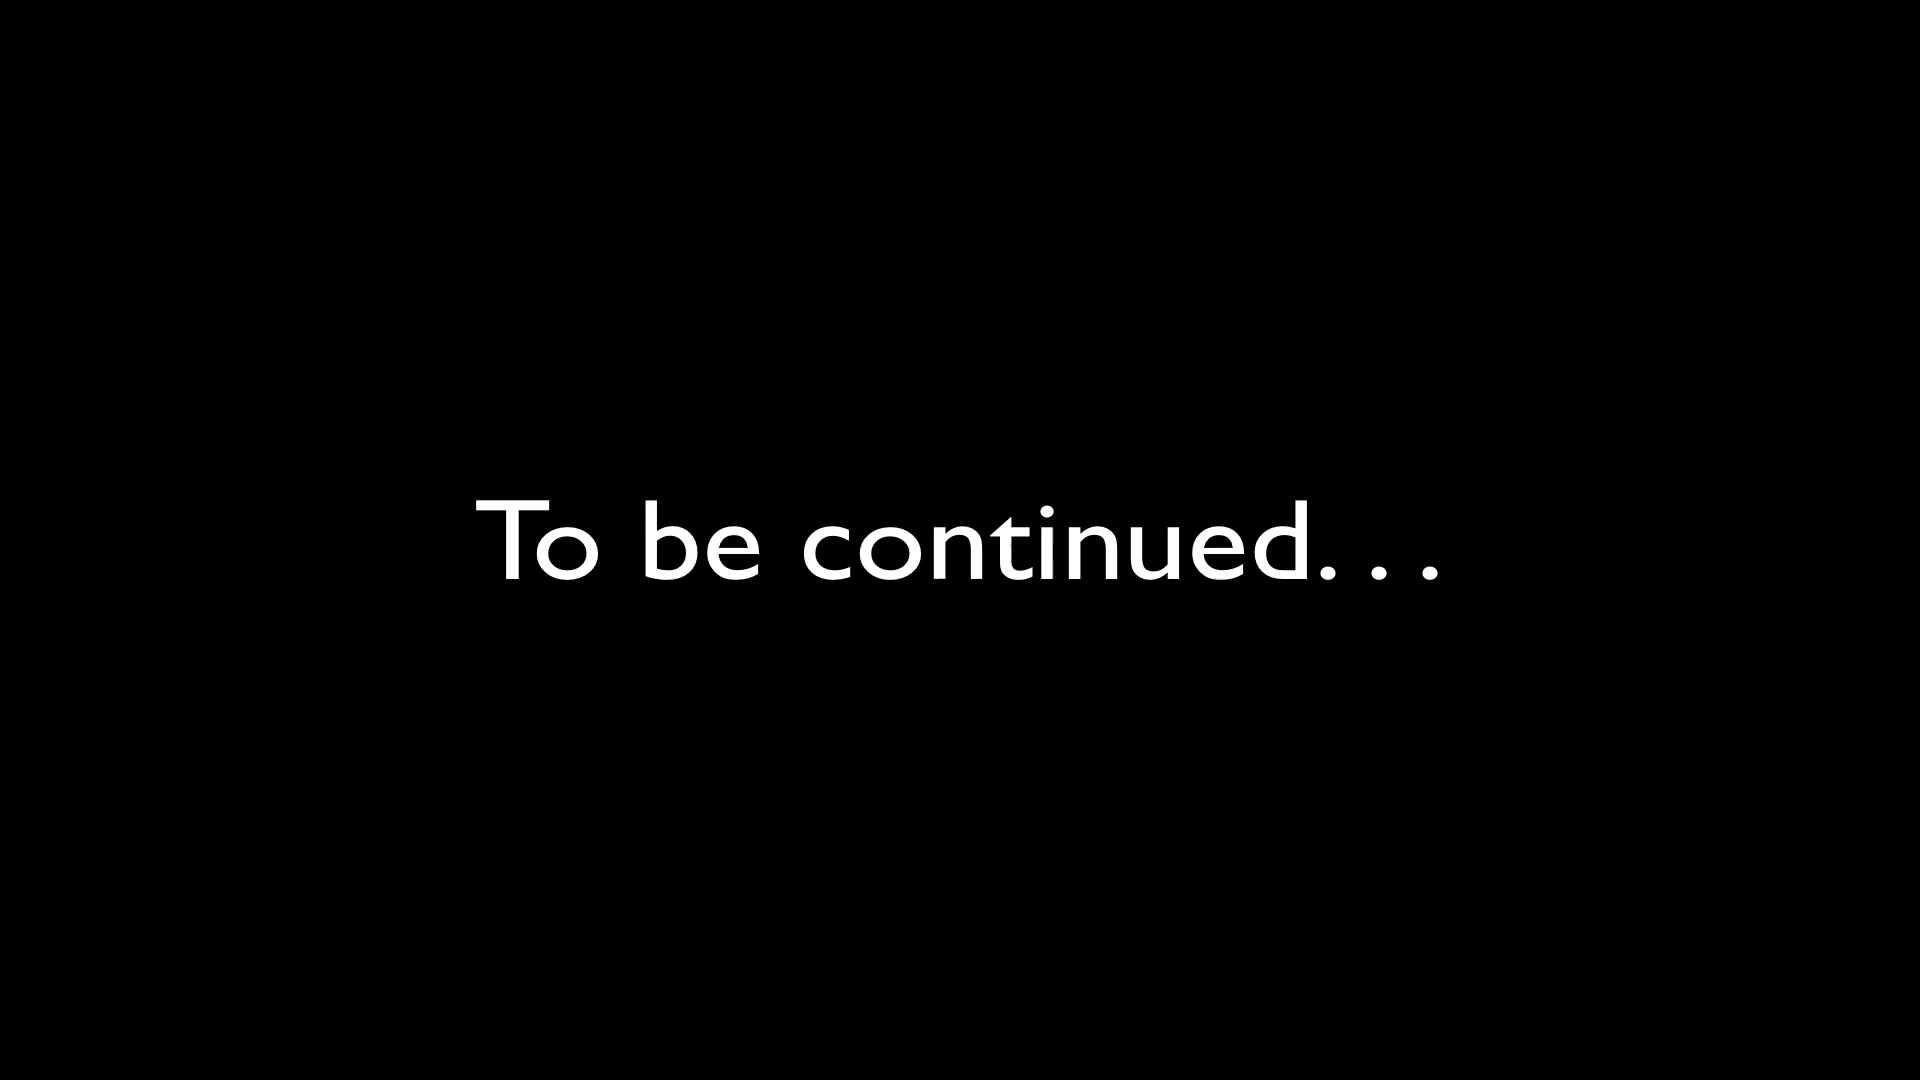 To be continued. . .